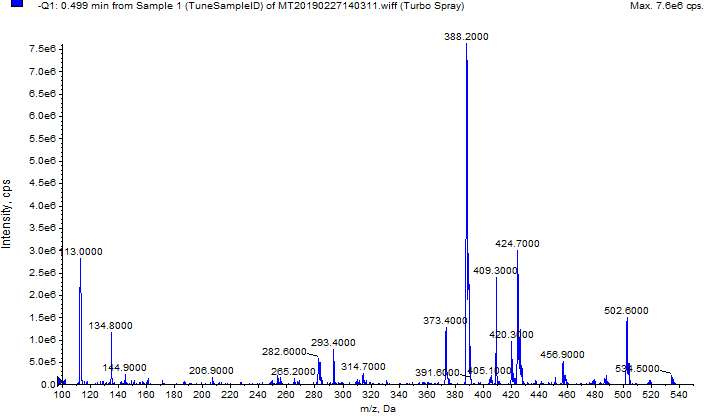 -Q1: 0.499 min from Sample 1 (TuneSampleID) of MT20190227140311.wiff (Turbo Spray)
Max. 7.6e6 cps.
388.2000
7.5e6
7.0e6
6.5e6
6.0e6
5.5e6
5.0e6
4.5e6
4.0e6
3.5e6
3.0e6
2.5e6
2.0e6
1.5e6
1.0e6
5.0e5
0.0
Intensity, cps
113.0000
134.8000
144.9000
206.9000
282.6000
265.2000
293.4000
314.7000
373.4000
391.6000
405.1000
409.3000
424.7000
420.3000
456.9000
502.6000
534.5000
100 120 140 160 180 200 220 240 260 280 300 320 340 360 380 400 420 440 460 480 500 520 540
m/z, Da